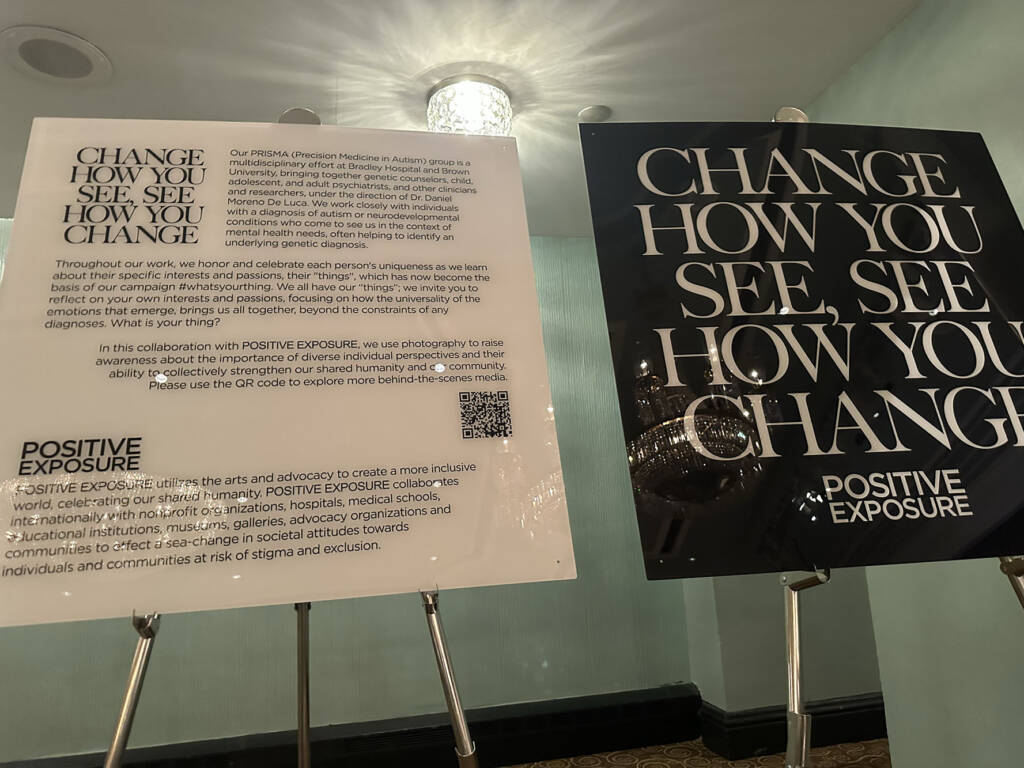 CHANGE
HOW YOU
SEE, SEE
HOW YOU
CHANGE
Our PRISMA (Precision Medicine in Autism) group is a
multidisciplinary effort at Bradley Hospital and Brown
University, bringing together genetic counselors, child,
adolescent, and adult psychiatrists, and other clinicians
and researchers, under the direction of Dr. Daniel
Moreno De Luca. We work closely with individuals
with a diagnosis of autism or neurodevelopmental
conditions who come to see us in the context of
mental health needs, often helping to identify an
underlying genetic diagnosis.
Throughout our work, we honor and celebrate each person's uniqueness as we learn
about their specific interests and passions, their "things", which has now become the
basis of our campaign #whatsyourthing. We all have our "things"; we invite you to
reflect on your own interests and passions, focusing on how the universality of the
emotions that emerge, brings us all together, beyond the constraints of any
diagnoses. What is your thing?
In this collaboration with POSITIVE EXPOSURE, we use photography to raise
awareness about the importance of diverse individual perspectives and their
ability to collectively strengthen our shared humanity and our community.
Please use the QR code to explore more behind-the-scenes media.
POSITIVE
EXPOSURE
POSITIVE EXPOSURE utilizes the arts and advocacy to create a more inclusive
world, celebrating our shared humanity. POSITIVE EXPOSURE collaborates
internationally with nonprofit organizations, hospitals, medical schools,
educational institutions, museums, galleries, advocacy organizations and
communities to effect a sea-change in societal attitudes towards
individuals and communities at risk of stigma and exclusion.
CHANGE
HOW YOU
SEE, SEE
HOW YOU
CHANGE
POSITIVE
EXPOSURE